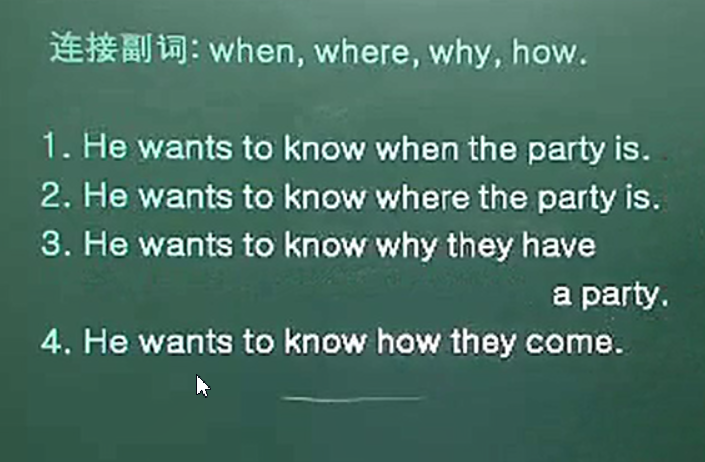 连接副词: when, where, why, how.
1. He wants to know when the party is.
2. He wants to know where the party is.
3. He wants to know why they have
a party.
4. He wants to know how they come.